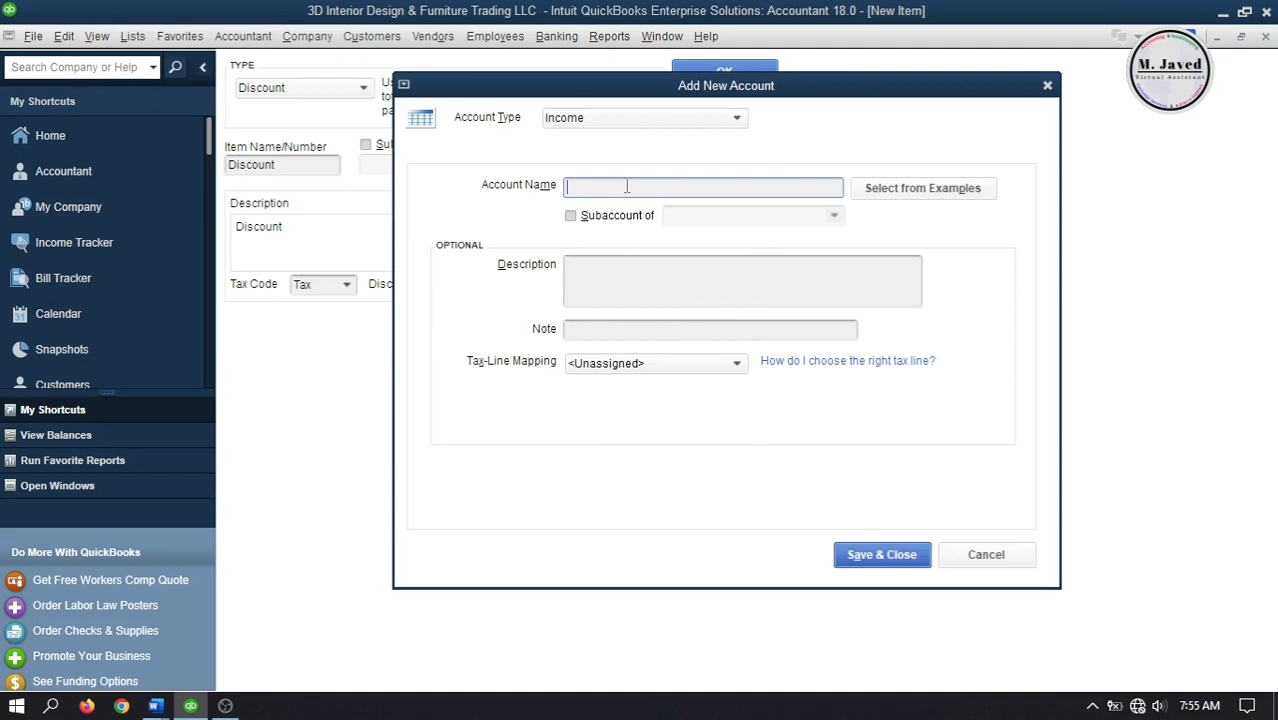 3D Interior Design & Furniture Trading LLC - Intuit QuickBooks Enterprise Solutions: Accountant 18.0 - [New Item]
File Edit View Lists Favorites Accountant Company Customers Vendors Employees Banking Reports Window Help
Search Company or Help
My Shortcuts
Home
Accountant
My Company
Income Tracker
Bill Tracker
Calendar
Snapshots
Customers
My Shortcuts
View Balances
Run Favorite Reports
Open Windows
Do More With QuickBooks
Get Free Workers Comp Quote
Order Labor Law Posters
Order Checks & Supplies
Promote Your Business
See Funding Options
TYPE
Discount
OK
Item Name/Number
Discount
Description
Discount
Tax Code Tax
Add New Account
Account Type Income
Account Name
Select from Examples
Subaccount of
OPTIONAL
Description
Note
Tax-Line Mapping <Unassigned> How do I choose the right tax line?
Save & Close Cancel
M. Javed
Virtual Assistant
7:55 AM